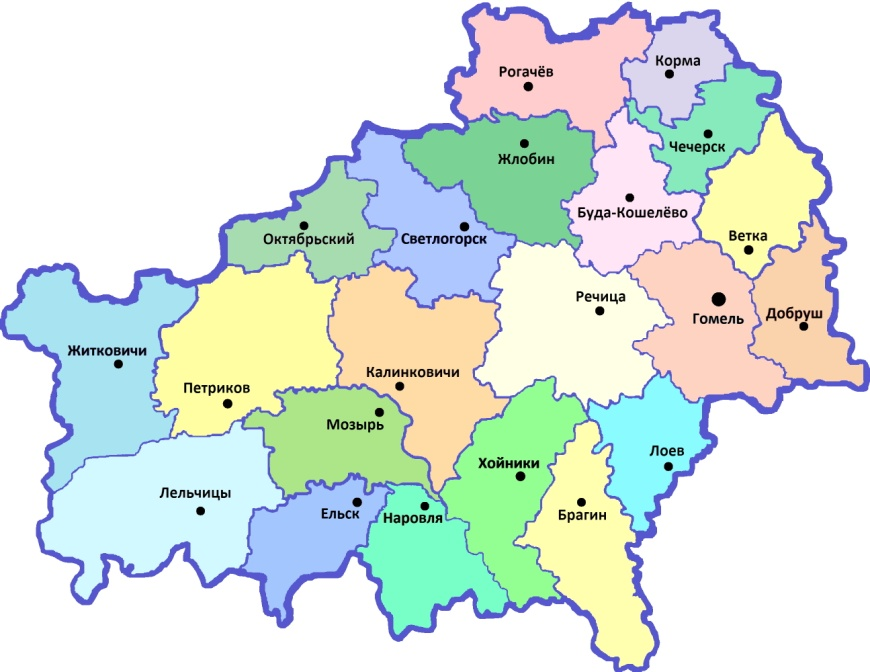 Корма
Рогачёв
Чечерск
Жлобин
Буда-Кошелёво
Ветка
Октябрьский
Светлогорск
Речица
Добруш
Гомель
Житковичи
Калинковичи
Петриков
Мозырь
Лоев
Хойники
Лельчицы
Ельск
Наровля
Брагин